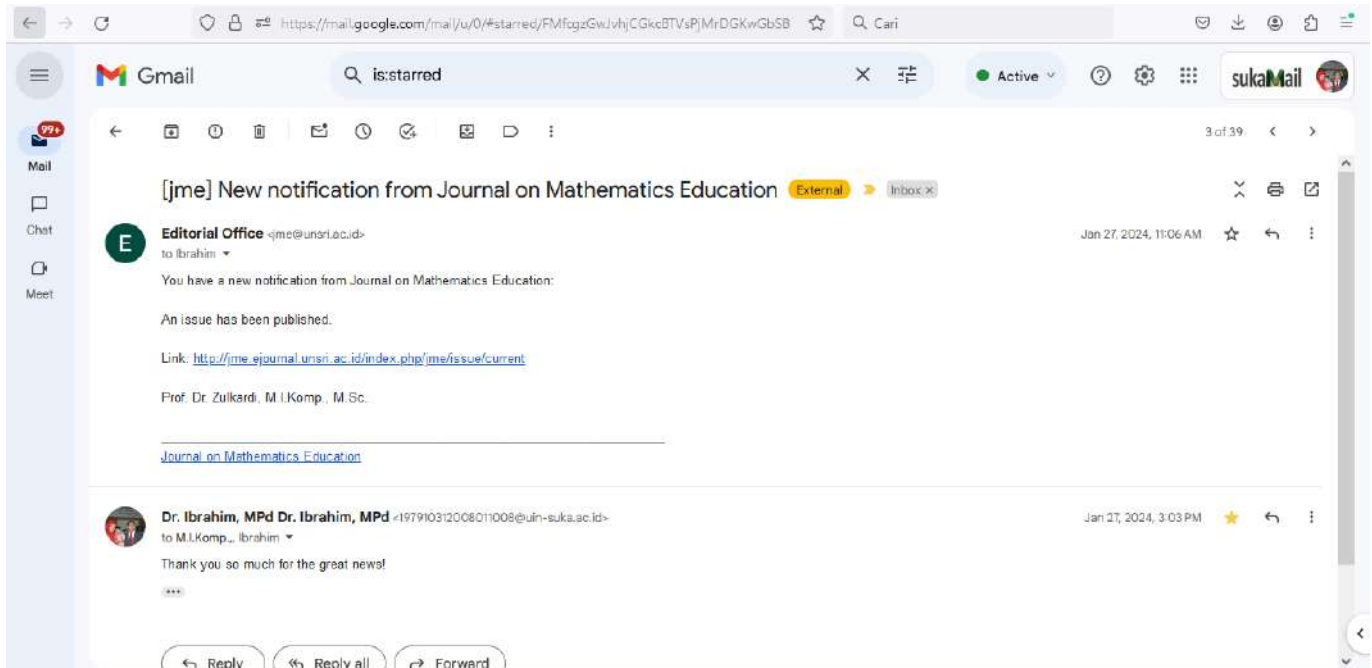 https://mail.google.com/mail/u/0/#starred/
Cari
Gmail
is:starred
Active
sukaMail
99+
Mail
Chat
Meet
3 of 39
[jme] New notification from Journal on Mathematics Education External Inbox ×
E
Editorial Office <jme@unsri.ac.id>
Jan 27, 2024, 11:06 AM
to Ibrahim
You have a new notification from Journal on Mathematics Education:
An issue has been published.
Link: http://jme.ejournal.unsri.ac.id/index.php/jme/issue/current
Prof. Dr. Zulkardi, M.I.Komp., M.Sc.
Journal on Mathematics Education
Dr. Ibrahim, MPd Dr. Ibrahim, MPd <197910312008011008@uin-suka.ac.id>
Jan 27, 2024, 3:03 PM
to M.I.Komp.,, Ibrahim
Thank you so much for the great news!
Reply
Reply all
Forward